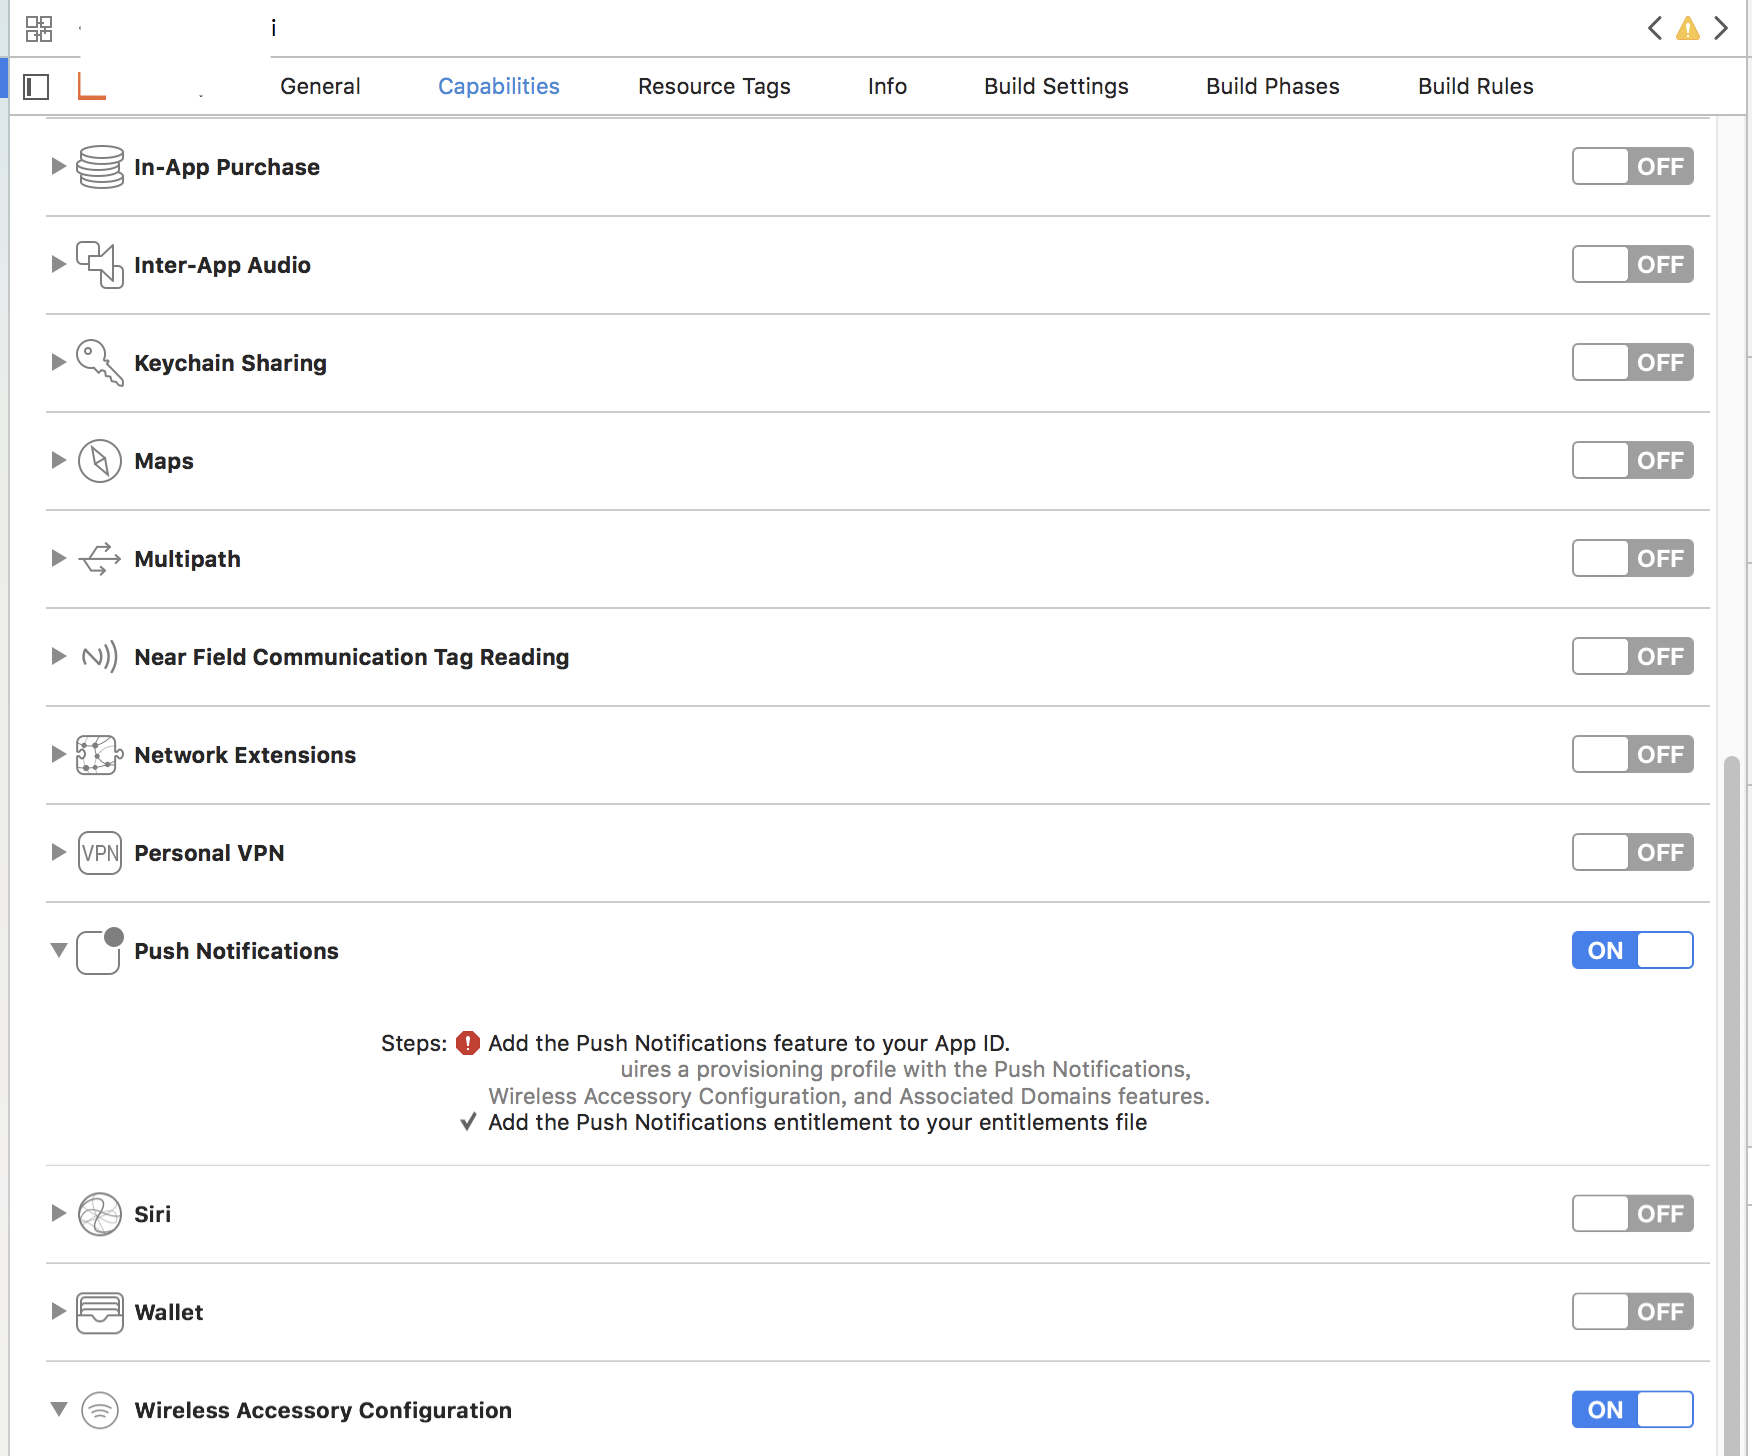 i
General Capabilities Resource Tags Info Build Settings Build Phases Build Rules
In-App Purchase OFF
Inter-App Audio OFF
Keychain Sharing OFF
Maps OFF
Multipath OFF
Near Field Communication Tag Reading OFF
Network Extensions OFF
VPN Personal VPN OFF
Push Notifications ON
Steps: Add the Push Notifications feature to your App ID.
uires a provisioning profile with the Push Notifications,
Wireless Accessory Configuration, and Associated Domains features.
Add the Push Notifications entitlement to your entitlements file
Siri OFF
Wallet OFF
Wireless Accessory Configuration ON